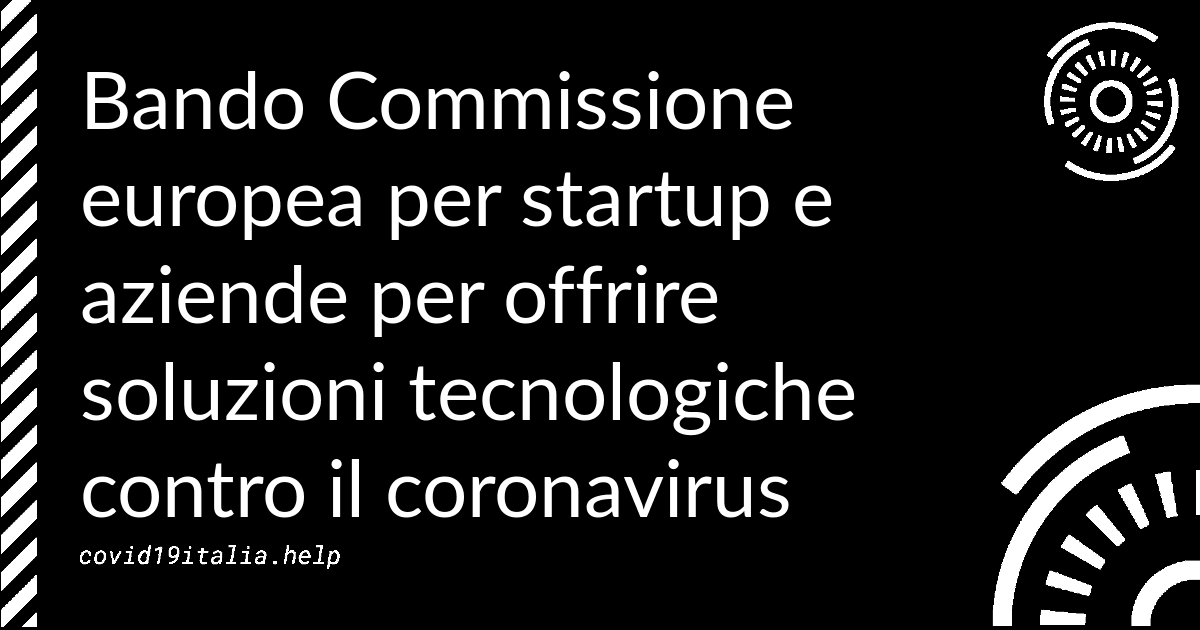 Bando Commissione
europea per startup e
aziende per offrire
soluzioni tecnologiche
contro il coronavirus
covid19italia.help